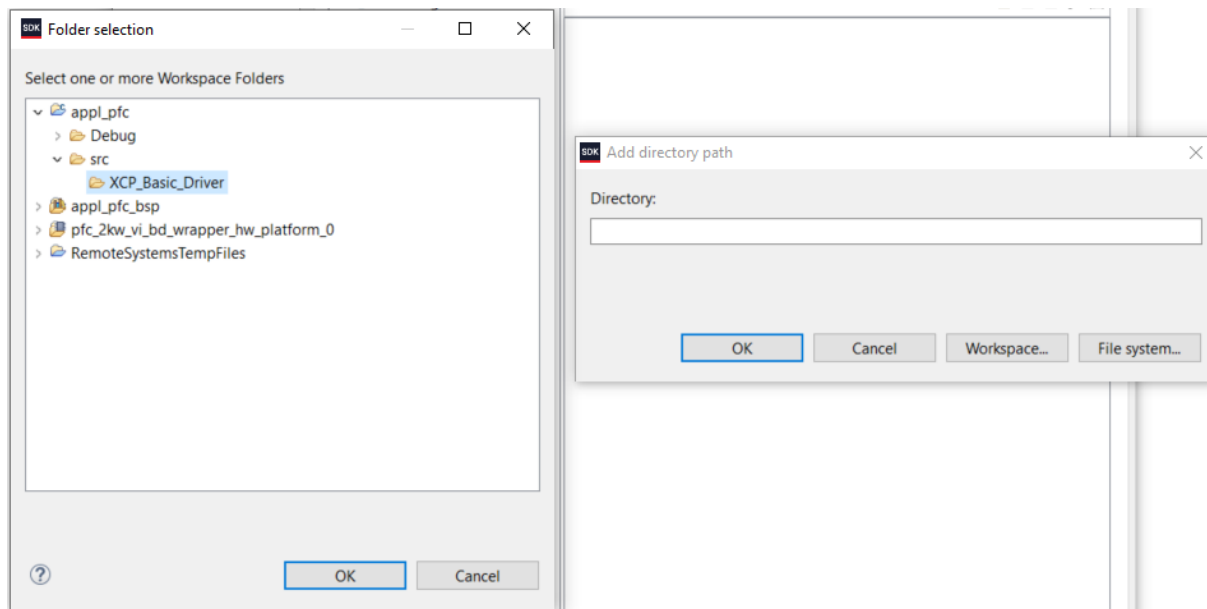 SDK Folder selection
Select one or more Workspace Folders
appl_pfc
Debug
src
XCP_Basic_Driver
appl_pfc_bsp
pfc_2kw_vi_bd_wrapper_hw_platform_0
RemoteSystemsTempFiles
OK Cancel
SDK Add directory path
Directory:
OK Cancel Workspace... File system...